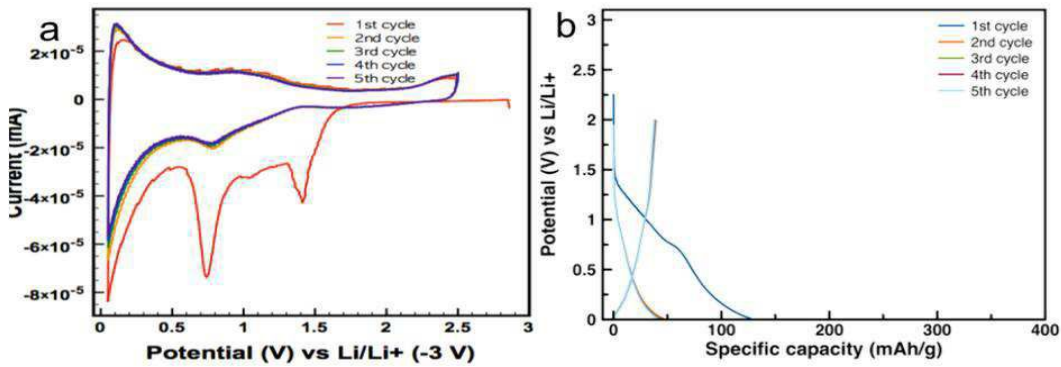 a
1st cycle
2nd cycle
3rd cycle
4th cycle
5th cycle
2×10⁻⁵
0
-2×10⁻⁵
-4×10⁻⁵
-6×10⁻⁵
-8×10⁻⁵
Current (mA)
0 0.5 1 1.5 2 2.5 3
Potential (V) vs Li/Li+ (-3 V)
b
1st cycle
2nd cycle
3rd cycle
4th cycle
5th cycle
3
2.5
2
1.5
1
0.5
0
Potential (V) vs Li/Li+
0 100 200 300 400
Specific capacity (mAh/g)